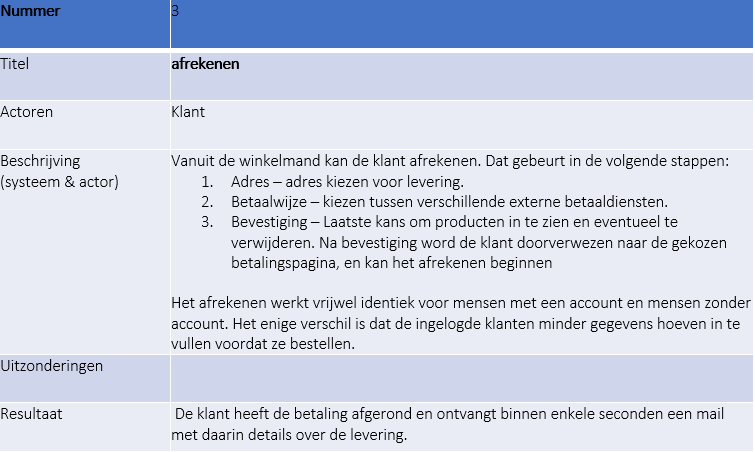 Nummer 3
Titel afrekenen
Actoren Klant
Beschrijving Vanuit de winkelmand kan de klant afrekenen. Dat gebeurt in de volgende stappen:
(systeem & actor) 1. Adres – adres kiezen voor levering.
2. Betaalwijze – kiezen tussen verschillende externe betaaldiensten.
3. Bevestiging – Laatste kans om producten in te zien en eventueel te
verwijderen. Na bevestiging word de klant doorverwezen naar de gekozen
betalingspagina, en kan het afrekenen beginnen
Het afrekenen werkt vrijwel identiek voor mensen met een account en mensen zonder
account. Het enige verschil is dat de ingelogde klanten minder gegevens hoeven in te
vullen voordat ze bestellen.
Uitzonderingen
Resultaat De klant heeft de betaling afgerond en ontvangt binnen enkele seconden een mail
met daarin details over de levering.